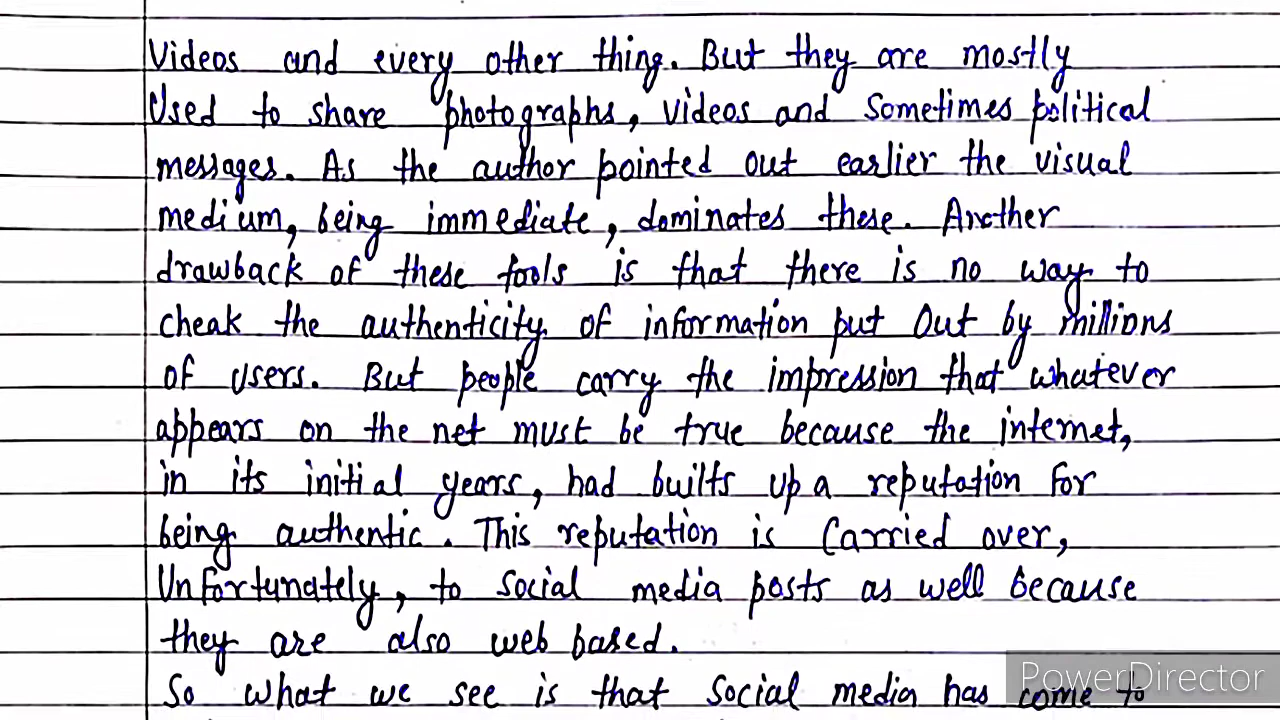 Videos and every other thing. But they are mostly
Used to share photographs, videos and sometimes political
messages. As the author pointed out earlier the visual
medium, being immediate, dominates these. Another
drawback of these tools is that there is no way to
cheak the authenticity of information put out by millions
of users. But people carry the impression that whatever
appears on the net must be true because the internet,
in its initial years, had builts up a reputation for
being authentic. This reputation is Carried over,
Unfortunately, to social media posts as well because
they are also web based.
So what we see is that social media has come to
PowerDirector